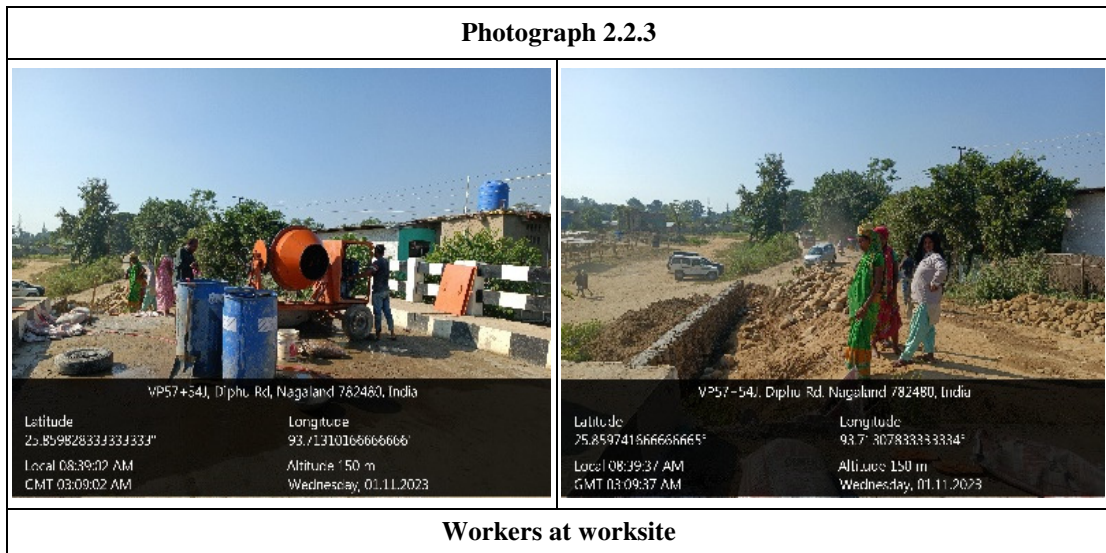 Photograph 2.2.3
VP57+54J, Diphu Rd, Nagaland 782480, India
Latitude
25.859828333333333°
Longitude
93.71310166666666°
Local 08:39:02 AM
GMT 03:09:02 AM
Altitude 150 m
Wednesday, 01.11.2023
VP57+54J, Diphu Rd, Nagaland 782480, India
Latitude
25.859741666666665°
Longitude
93.71307833333334°
Local 08:39:37 AM
GMT 03:09:37 AM
Altitude 150 m
Wednesday, 01.11.2023
Workers at worksite